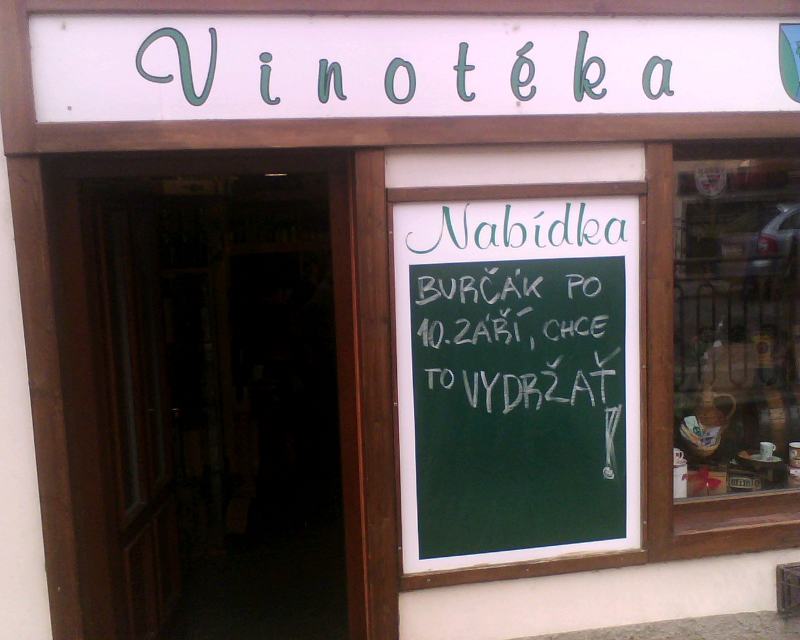 Vinotéka
Nabídka
BURČÁK PO
10. ZÁŘÍ, CHCE
TO VYDRŽAŤ!